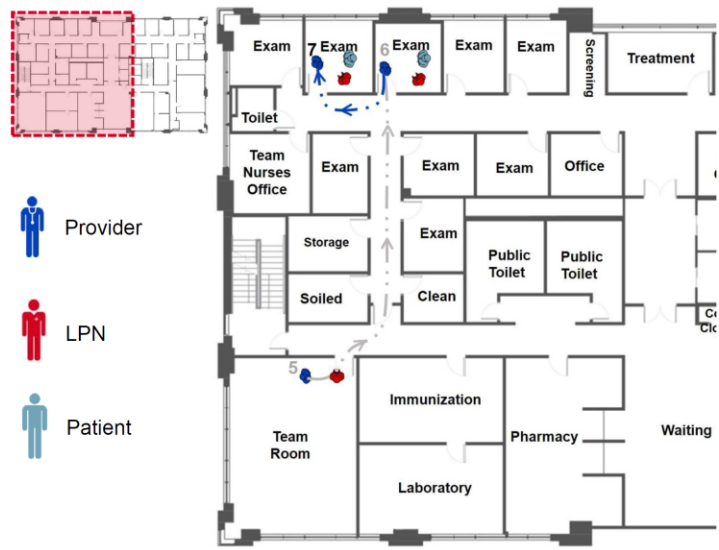 Exam
7
Exam
6
Exam
Exam
Exam
Screening
Treatment
Toilet
Team
Nurses
Office
Exam
Exam
Exam
Office
Provider
Storage
Exam
Public
Toilet
Public
Toilet
Soiled
Clean
LPN
5
Immunization
Patient
Team
Room
Pharmacy
Waiting
Laboratory